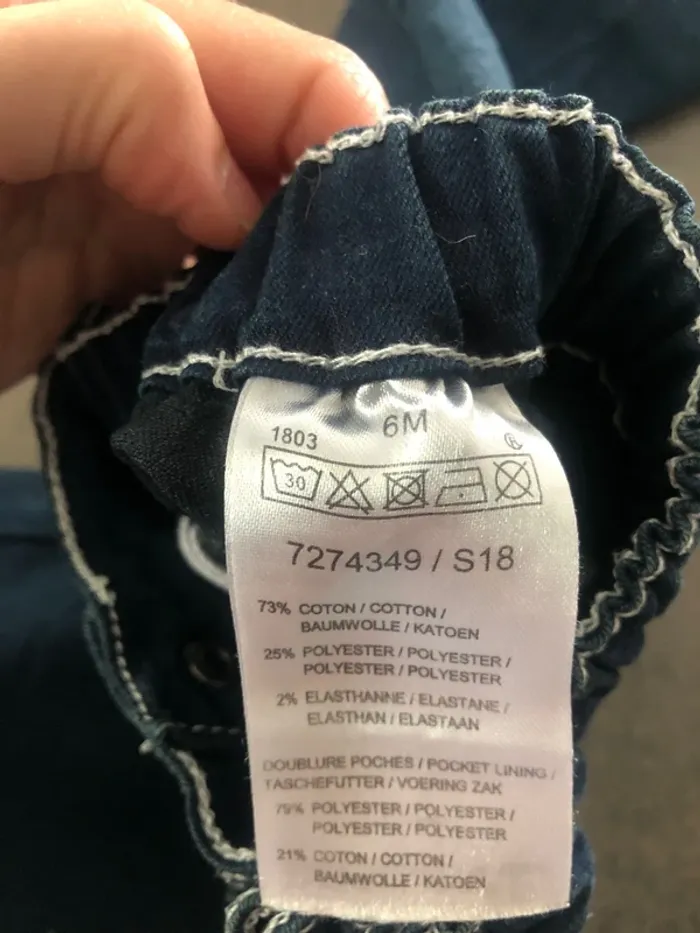 1803 6M ®
30
7274349 / S18
73% COTON / COTTON /
BAUMWOLLE / KATOEN
25% POLYESTER / POLYESTER /
POLYESTER / POLYESTER
2% ELASTHANNE / ELASTANE /
ELASTHAN / ELASTAAN
DOUBLURE POCHES / POCKET LINING /
TASCHEFUTTER / VOERING ZAK
79% POLYESTER / POLYESTER /
POLYESTER / POLYESTER
21% COTON / COTTON /
BAUMWOLLE / KATOEN